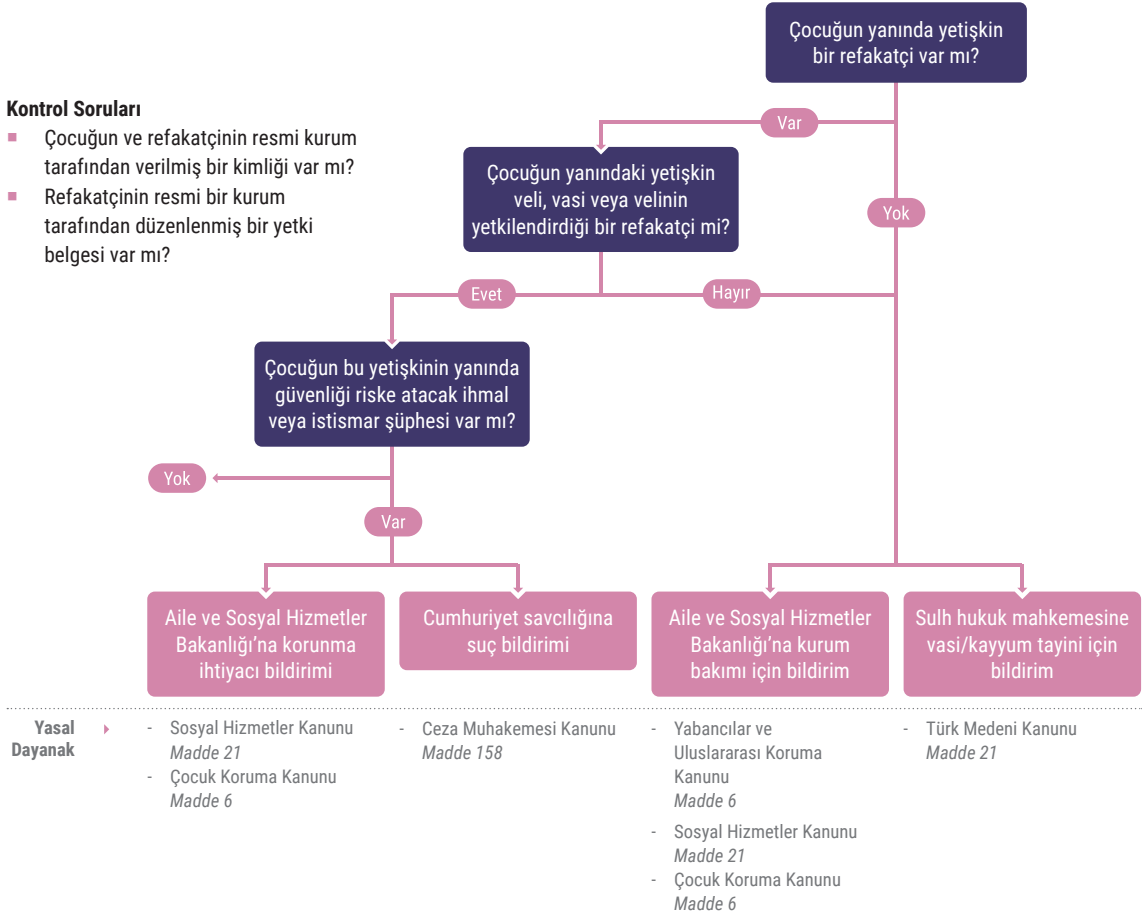 Çocuğun yanında yetişkin
bir refakatçi var mı?
Kontrol Soruları
▪ Çocuğun ve refakatçinin resmi kurum
tarafından verilmiş bir kimliği var mı?
▪ Refakatçinin resmi bir kurum
tarafından düzenlenmiş bir yetki
belgesi var mı?
Var
Çocuğun yanındaki yetişkin
veli, vasi veya velinin
yetkilendirdiği bir refakatçi mi?
Yok
Evet
Hayır
Çocuğun bu yetişkinin yanında
güvenliği riske atacak ihmal
veya istismar şüphesi var mı?
Yok
Var
Aile ve Sosyal Hizmetler
Bakanlığı’na korunma
ihtiyacı bildirimi
Cumhuriyet savcılığına
suç bildirimi
Aile ve Sosyal Hizmetler
Bakanlığı’na kurum
bakımı için bildirim
Sulh hukuk mahkemesine
vasi/kayyum tayini için
bildirim
Yasal
Dayanak
- Sosyal Hizmetler Kanunu
Madde 21
- Çocuk Koruma Kanunu
Madde 6
- Ceza Muhakemesi Kanunu
Madde 158
- Yabancılar ve
Uluslararası Koruma
Kanunu
Madde 6
- Sosyal Hizmetler Kanunu
Madde 21
- Çocuk Koruma Kanunu
Madde 6
- Türk Medeni Kanunu
Madde 21